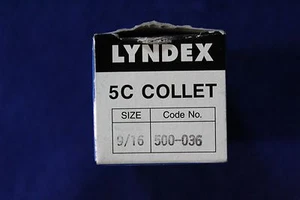 LYNDEX
5C COLLET
SIZE Code No.
9/16 500-036